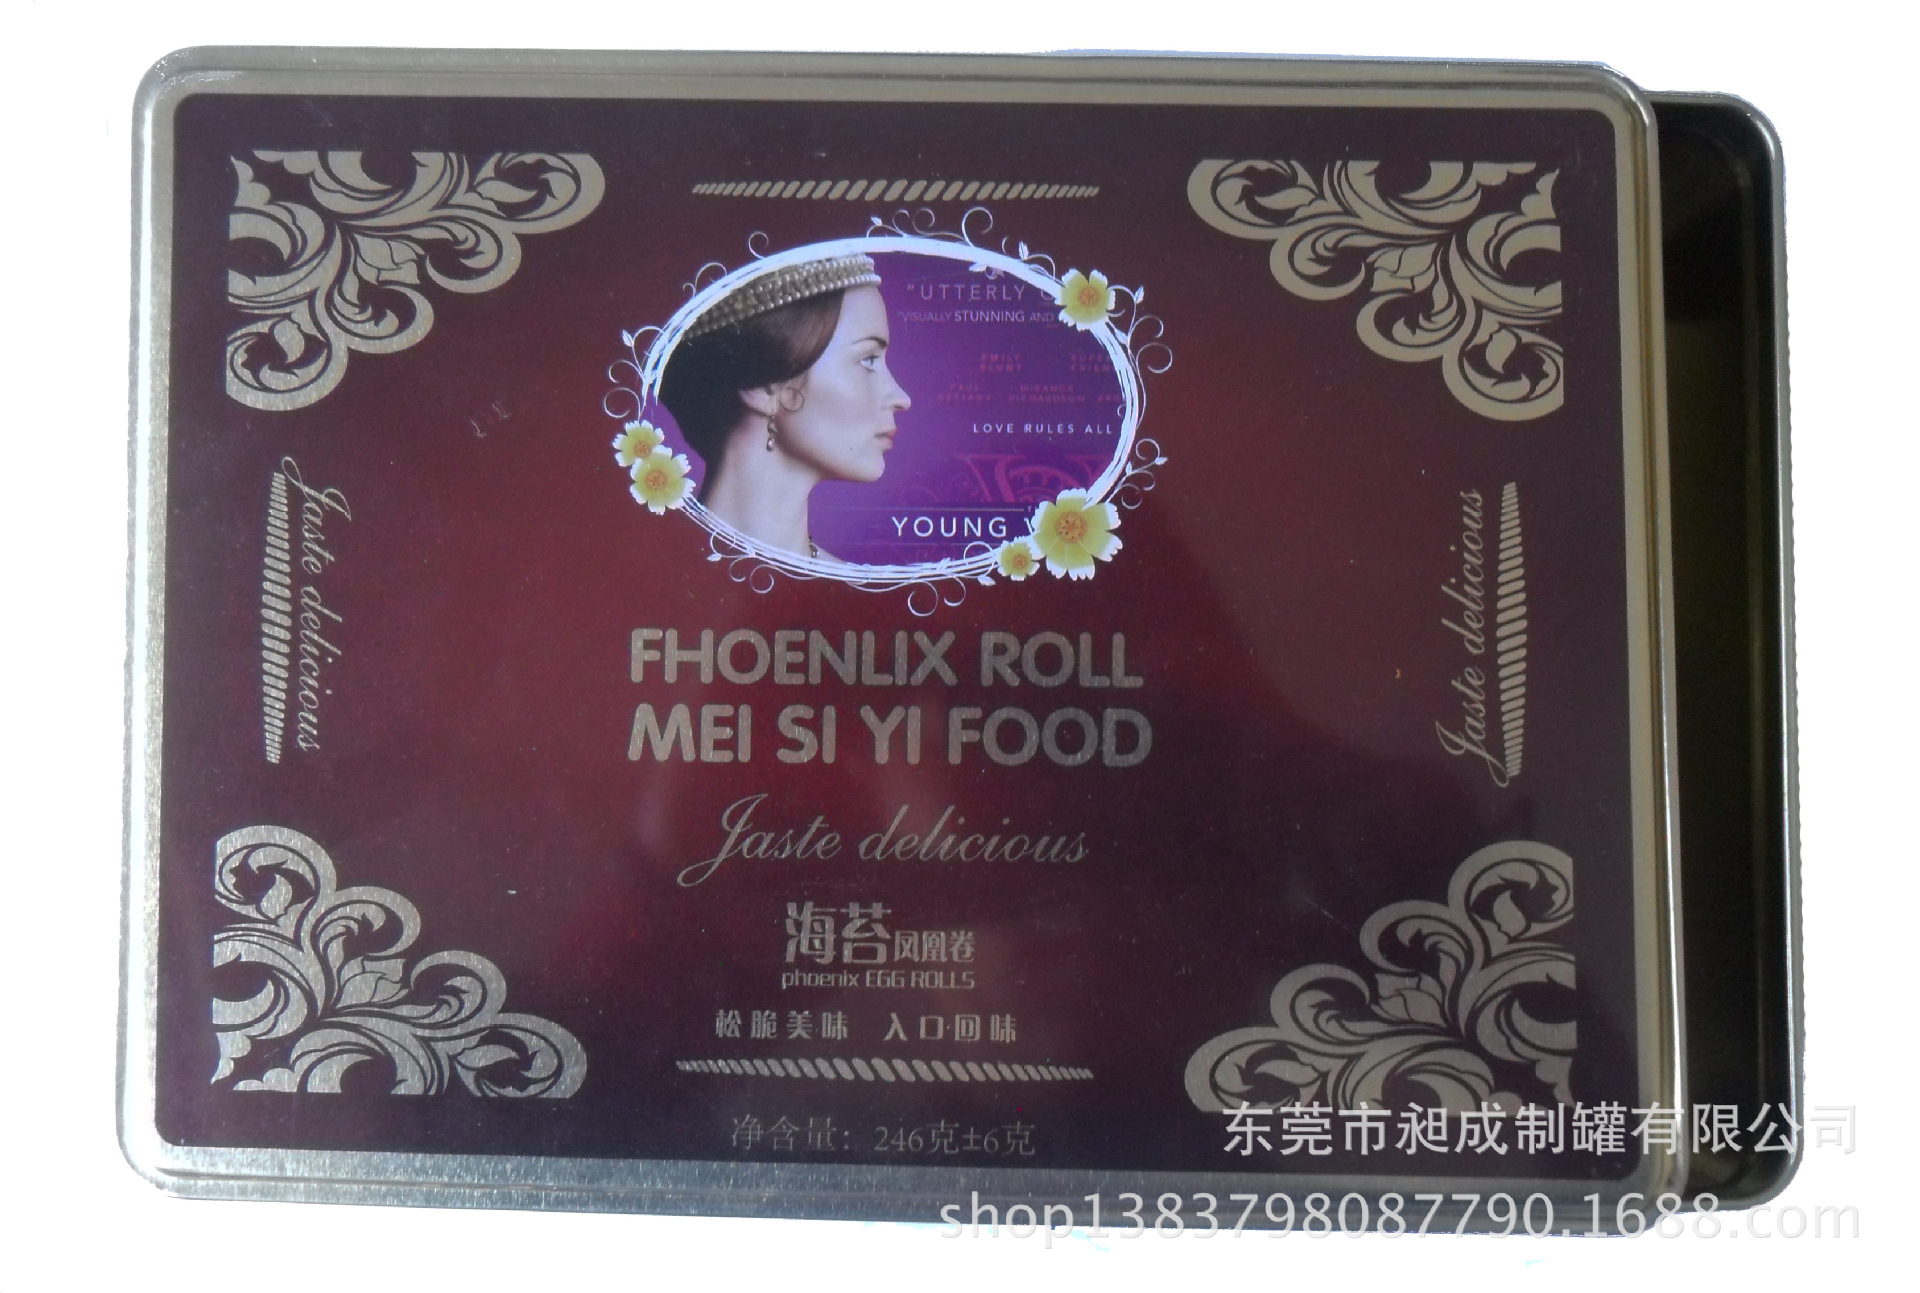 "UTTERLY
"VISUALLY STUNNING AND
EMILY
BLUNT
PAUL
BETTANY
MIRANDA
RICHARDSON
LOVE RULES ALL
YOUNG
Jaste delicious
Jaste delicious
FHOENLIX ROLL
MEI SI YI FOOD
Jaste delicious
海苔凤凰卷
phoenix EGG ROLLS
松脆美味 入口·回味
净含量：246克±6克
东莞市昶成制罐有限公司
shop1383798087790.1688.com